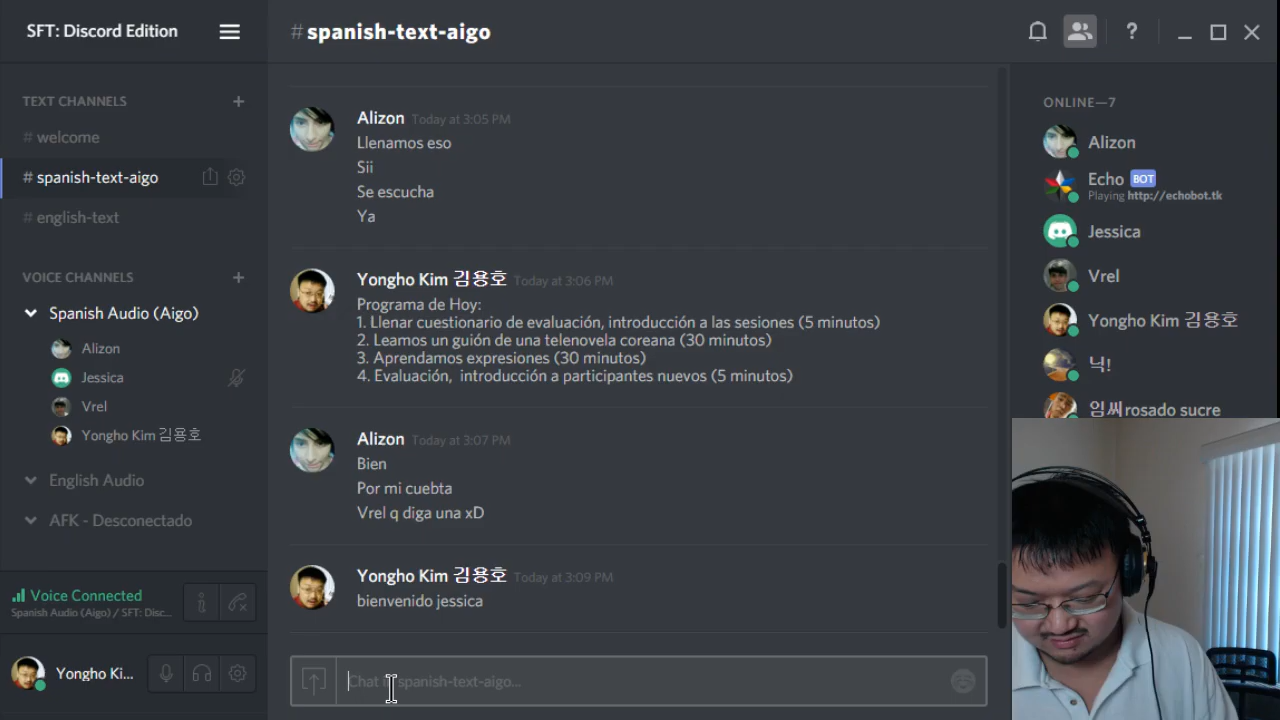 SFT: Discord Edition
TEXT CHANNELS
# welcome
# spanish-text-aigo
# english-text
VOICE CHANNELS
Spanish Audio (Aigo)
Alizon
Jessica
Vrel
Yongho Kim 김용호
English Audio
AFK - Desconectado
Voice Connected
Spanish Audio (Aigo) / SFT: Disc...
Yongho Ki...
# spanish-text-aigo
Alizon Today at 3:05 PM
Llenamos eso
Sii
Se escucha
Ya
Yongho Kim 김용호 Today at 3:06 PM
Programa de Hoy:
1. Llenar cuestionario de evaluación, introducción a las sesiones (5 minutos)
2. Leamos un guión de una telenovela coreana (30 minutos)
3. Aprendamos expresiones (30 minutos)
4. Evaluación, introducción a participantes nuevos (5 minutos)
Alizon Today at 3:07 PM
Bien
Por mi cuebta
Vrel q diga una xD
Yongho Kim 김용호 Today at 3:09 PM
bienvenido jessica
Chat spanish-text-aigo...
ONLINE—7
Alizon
Echo BOT
Playing http://echobot.tk
Jessica
Vrel
Yongho Kim 김용호
닉!
임씨rosado sucre